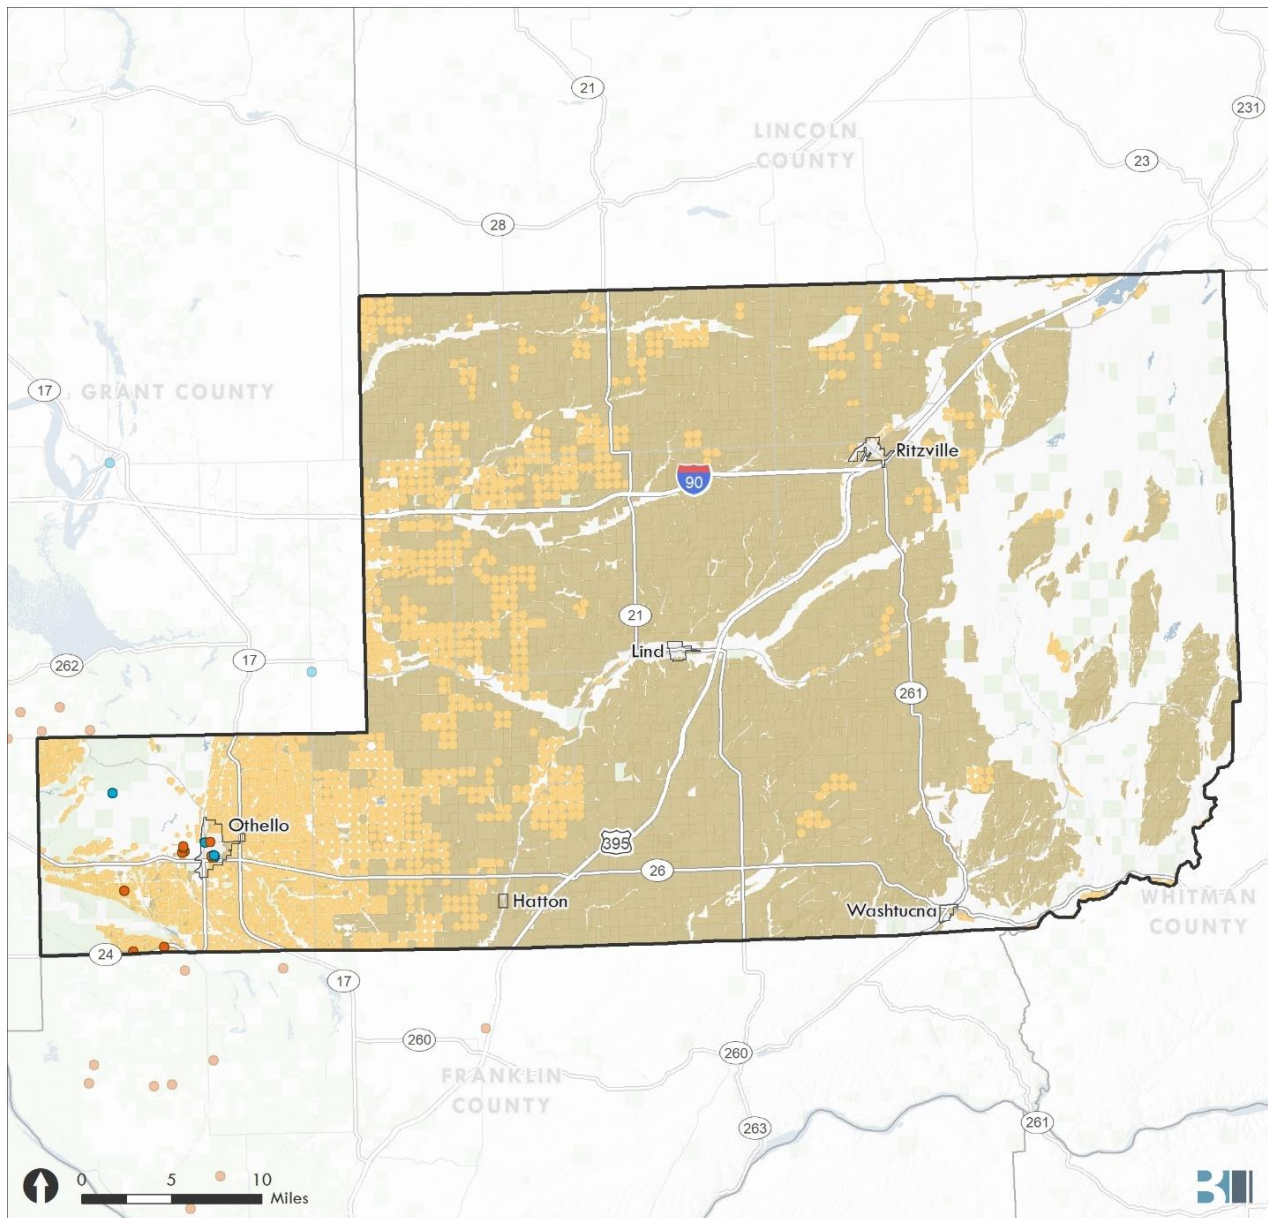 21
231
LINCOLN
COUNTY
23
28
17
GRANT COUNTY
Ritzville
90
21
Lind
262
17
261
Othello
395
26
Hatton
Washtucna
WHITMAN
COUNTY
24
17
260
260
FRANKLIN
COUNTY
263
261
0 5 10
Miles